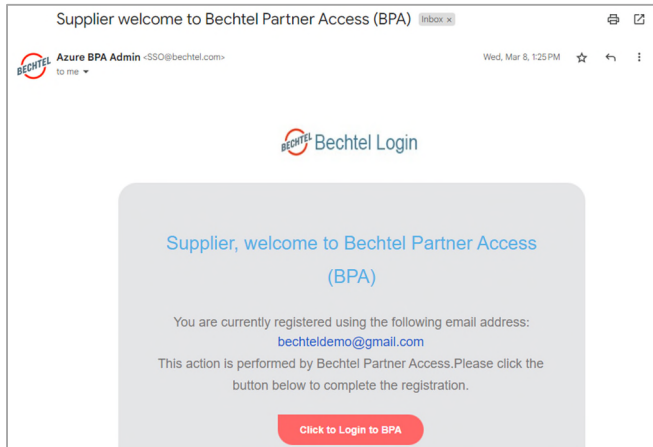 Supplier welcome to Bechtel Partner Access (BPA) Inbox x
Azure BPA Admin <SSO@bechtel.com> Wed, Mar 8, 1:25 PM
BECHTEL
to me
BECHTEL Bechtel Login
Supplier, welcome to Bechtel Partner Access
(BPA)
You are currently registered using the following email address:
bechteldemo@gmail.com
This action is performed by Bechtel Partner Access.Please click the
button below to complete the registration.
Click to Login to BPA